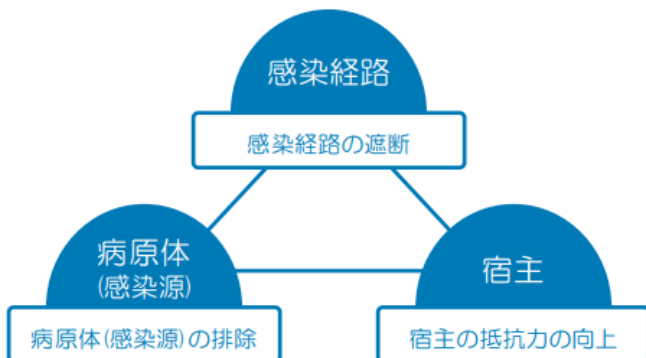 感染経路
感染経路の遮断
病原体
(感染源)
宿主
病原体(感染源)の排除
宿主の抵抗力の向上